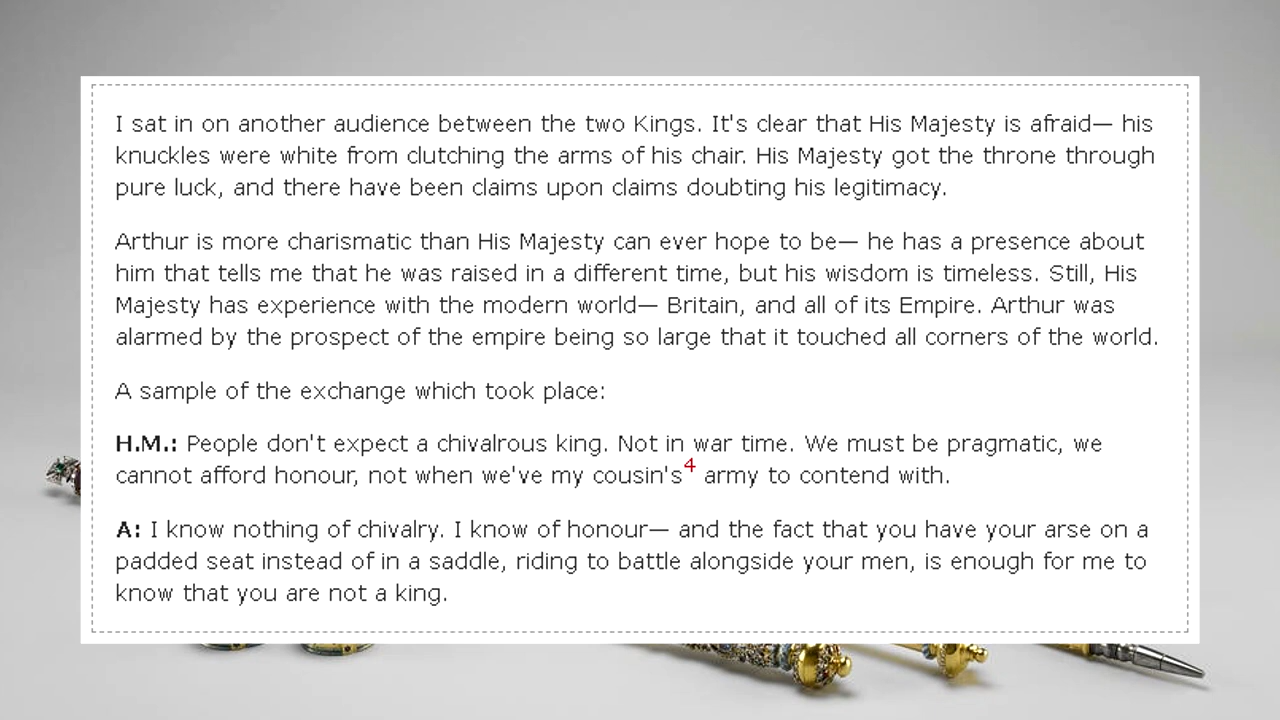 I sat in on another audience between the two Kings. It's clear that His Majesty is afraid— his
knuckles were white from clutching the arms of his chair. His Majesty got the throne through
pure luck, and there have been claims upon claims doubting his legitimacy.
Arthur is more charismatic than His Majesty can ever hope to be— he has a presence about
him that tells me that he was raised in a different time, but his wisdom is timeless. Still, His
Majesty has experience with the modern world— Britain, and all of its Empire. Arthur was
alarmed by the prospect of the empire being so large that it touched all corners of the world.
A sample of the exchange which took place:
H.M.: People don't expect a chivalrous king. Not in war time. We must be pragmatic, we
cannot afford honour, not when we've my cousin's4 army to contend with.
A: I know nothing of chivalry. I know of honour— and the fact that you have your arse on a
padded seat instead of in a saddle, riding to battle alongside your men, is enough for me to
know that you are not a king.